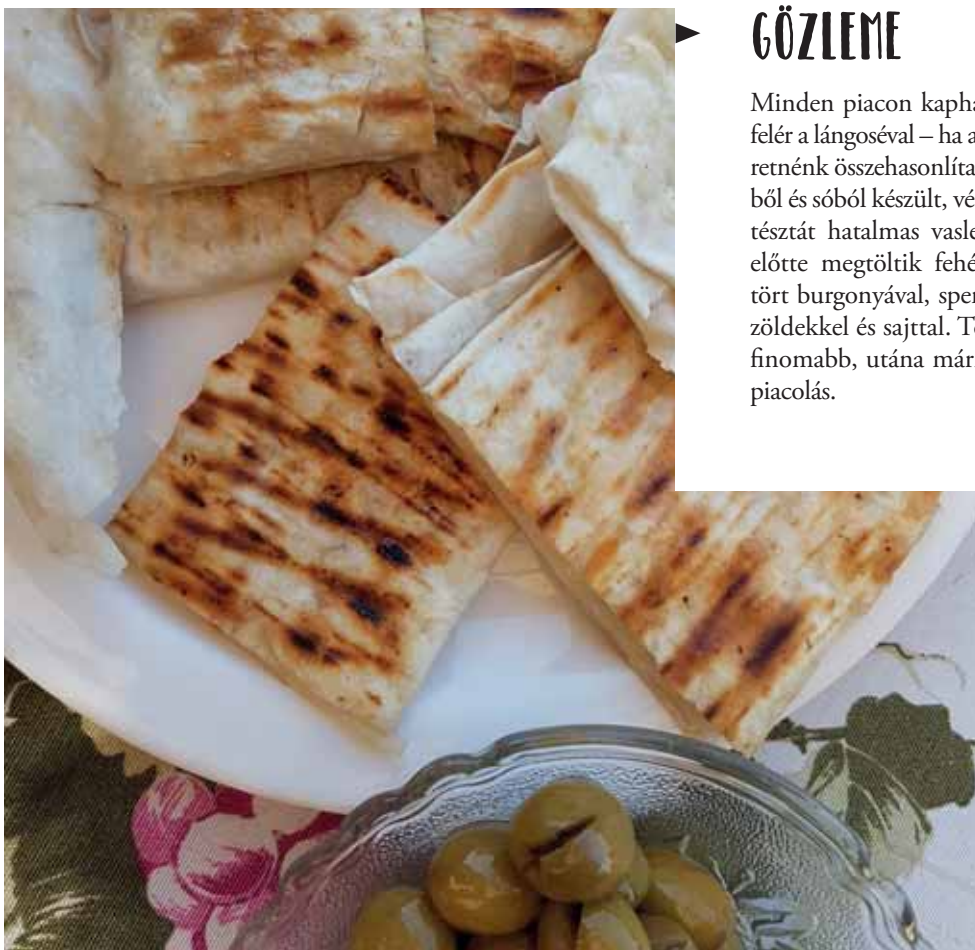 GÖZLEME
Minden piacon kapha
felér a lángoséval – ha a
retnénk összehasonlíta
ből és sóból készült, vé
tésztát hatalmas vasle
előtte megtöltik fehé
tört burgonyával, spe
zöldekkel és sajttal. T
finomabb, utána már
piacolás.